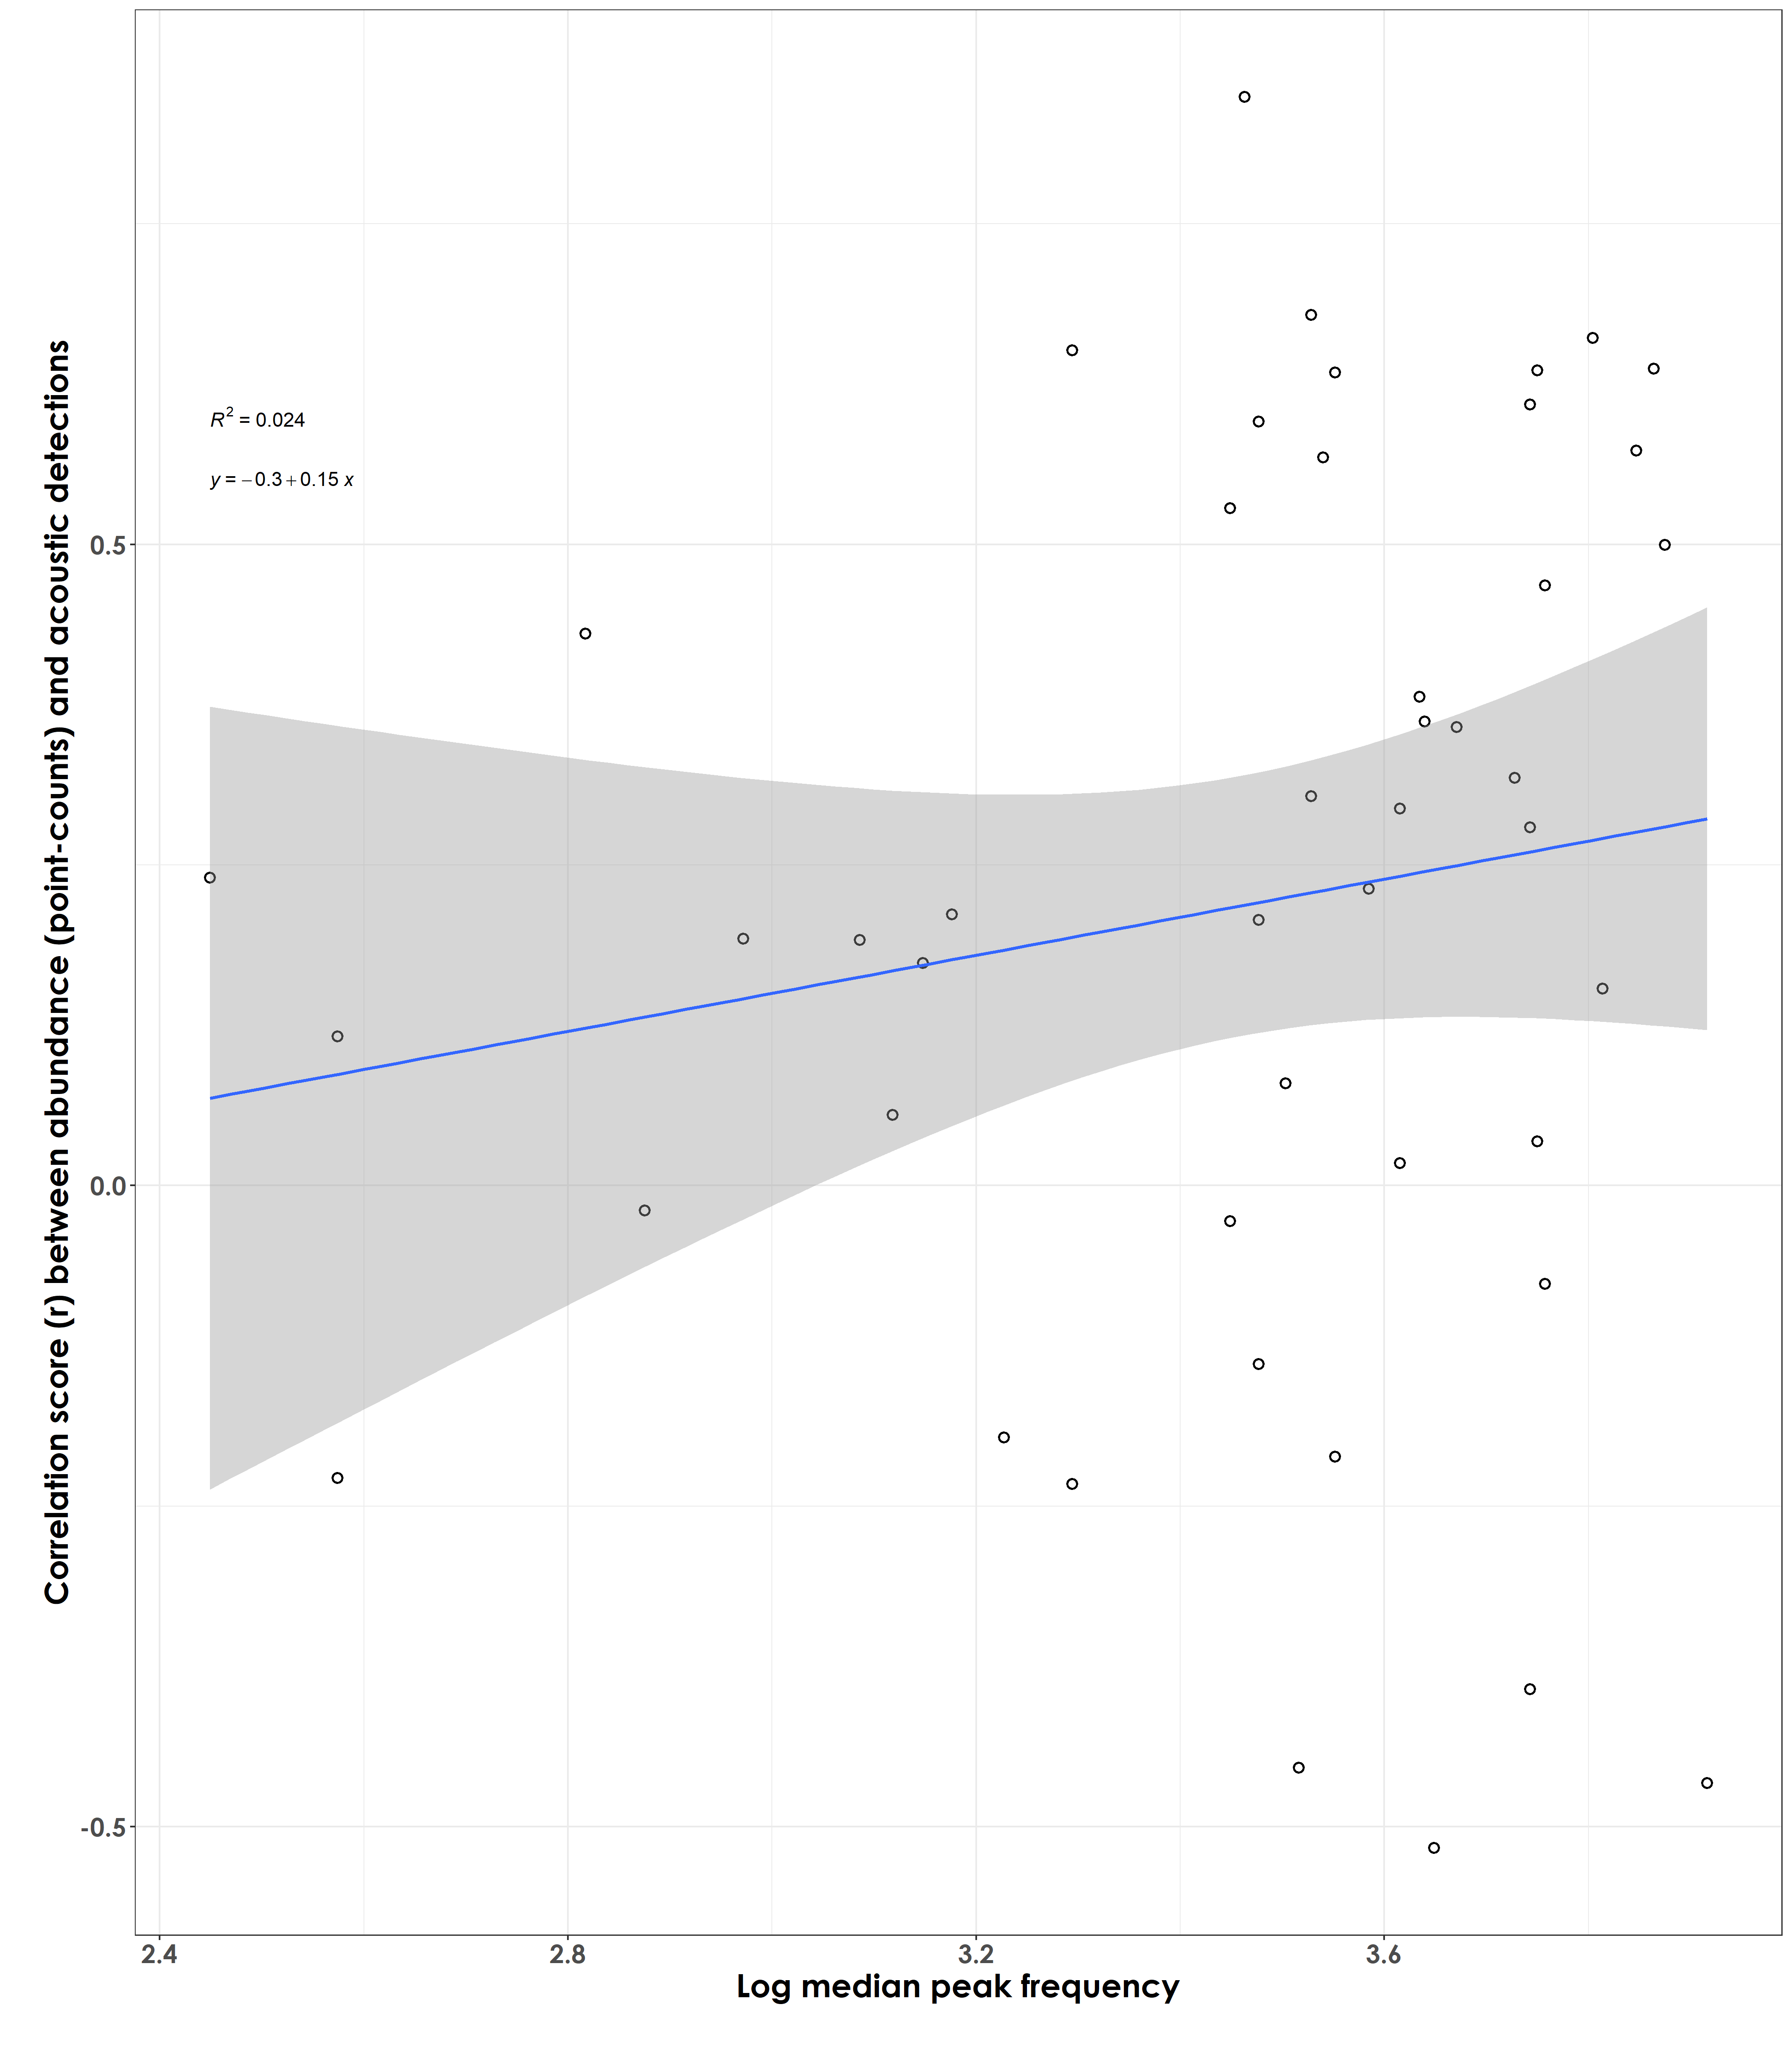 Correlation score (r) between abundance (point-counts) and acoustic detections
R² = 0.024
y = −0.3 + 0.15 x
0.5
0.0
-0.5
2.4 2.8 3.2 3.6
Log median peak frequency